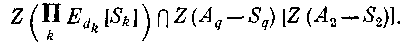 Z(∏_k E_{d_k}[S_k]) ∩ Z(A_q – S_q) [Z(A_2 – S_2)].